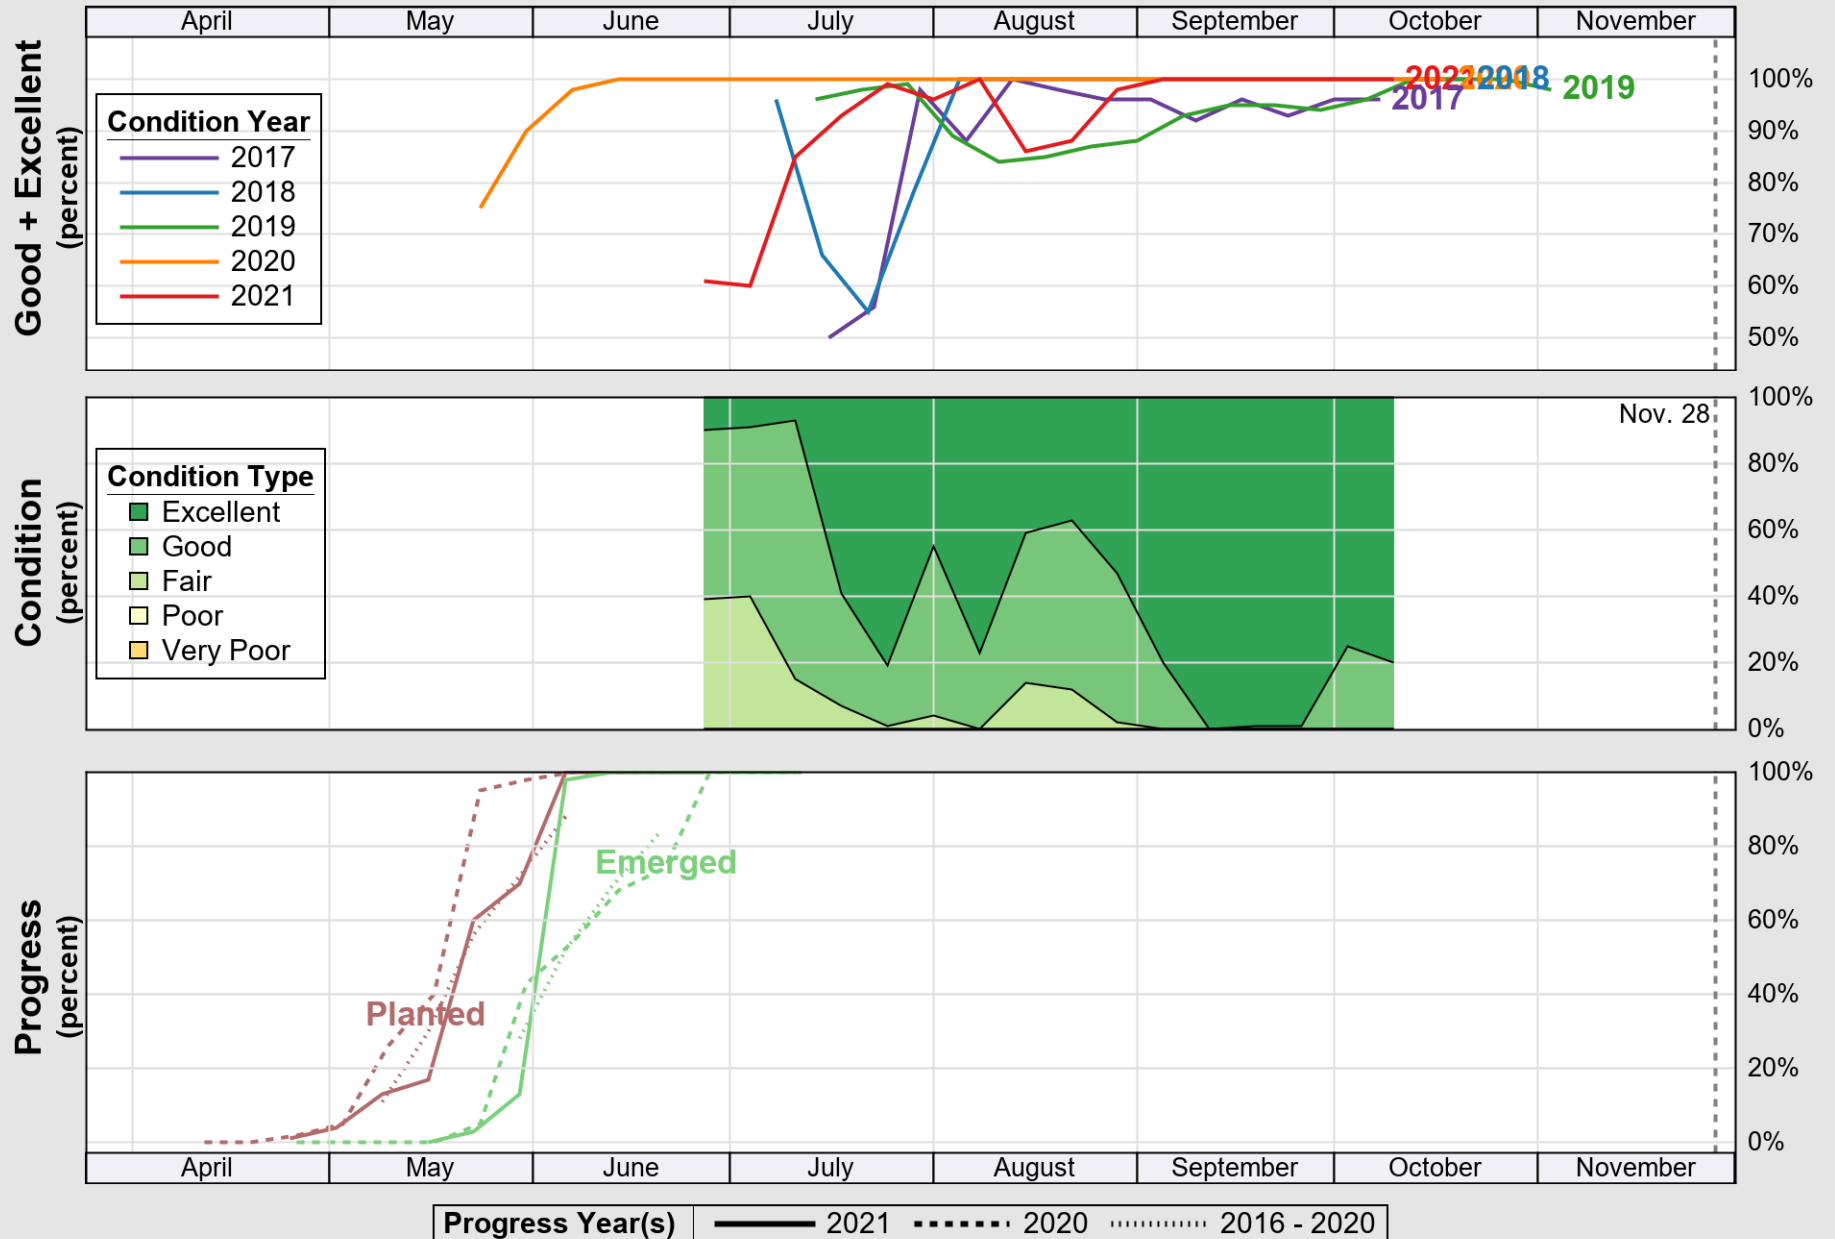 April May June July August September October November
Good + Excellent
(percent)
Condition Year
2017
2018
2019
2020
2021
2021
2020
2018
2019
2017
100%
90%
80%
70%
60%
50%
Condition
(percent)
Nov. 28
Condition Type
Excellent
Good
Fair
Poor
Very Poor
100%
80%
60%
40%
20%
0%
Progress
(percent)
Emerged
Planted
100%
80%
60%
40%
20%
0%
April May June July August September October November
Progress Year(s) 2021 2020 2016 - 2020